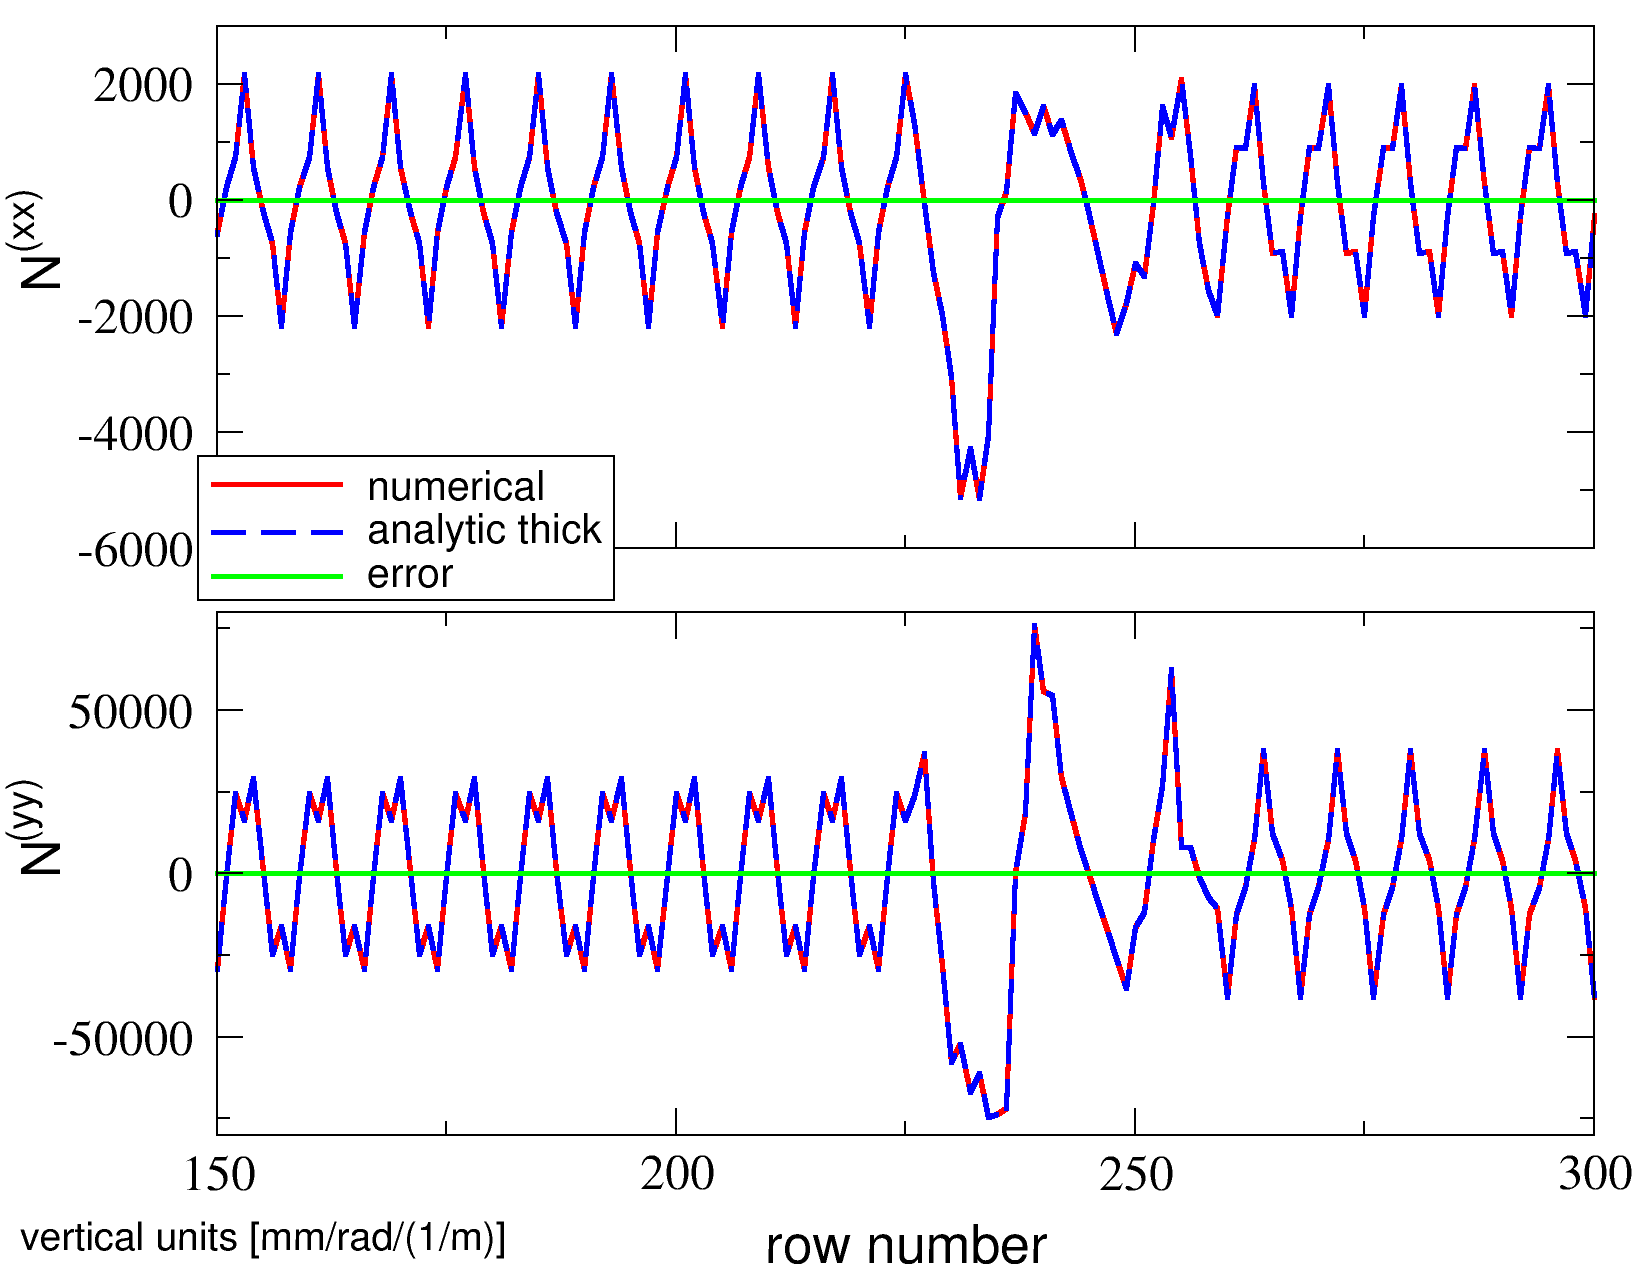 2000
0
-2000
-4000
-6000
N(xx)
numerical
analytic thick
error
50000
0
-50000
N(yy)
150 200 250 300
vertical units [mm/rad/(1/m)]
row number